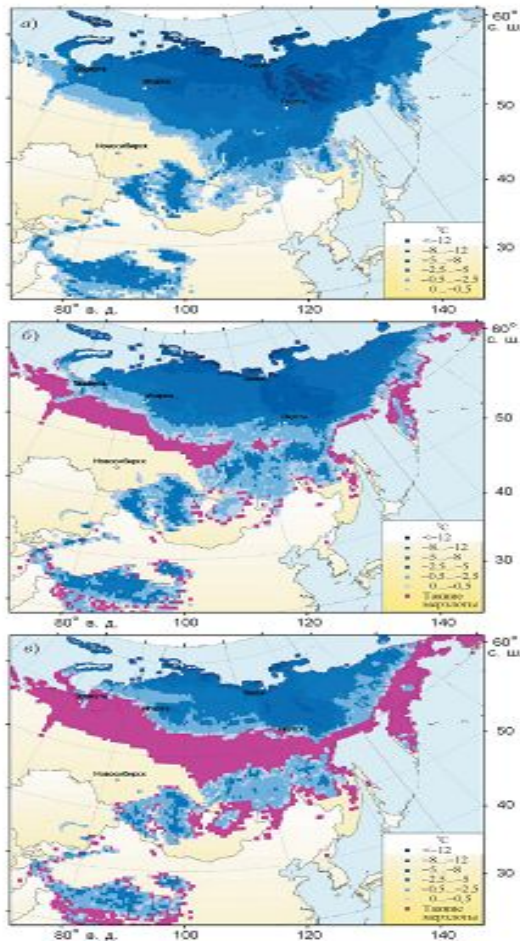 а)
60°
с. ш.
50
Новосибирск
40
°C
<-12
-8...-12
-5...-8
-2,5...-5
-0,5...-2,5
0...-0,5
30
80° в. д.
100
120
140
б)
60°
с. ш.
50
Новосибирск
40
°C
<-12
-8...-12
-5...-8
-2,5...-5
-0,5...-2,5
0...-0,5
Таяние
мерзлоты
30
80° в. д.
100
120
140
в)
60°
с. ш.
50
Новосибирск
40
°C
<-12
-8...-12
-5...-8
-2,5...-5
-0,5...-2,5
0...-0,5
Таяние
мерзлоты
30
80° в. д.
100
120
140